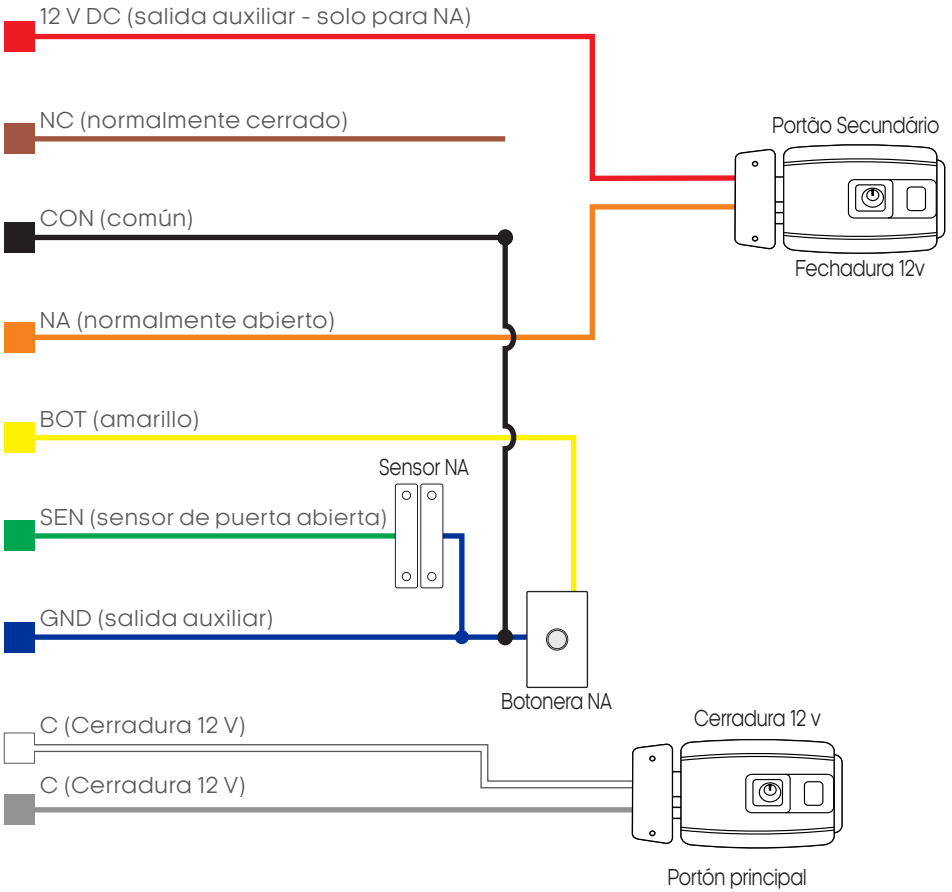 12 V DC (salida auxiliar - solo para NA)
NC (normalmente cerrado)
Portão Secundário
CON (común)
Fechadura 12v
NA (normalmente abierto)
BOT (amarillo)
Sensor NA
SEN (sensor de puerta abierta)
GND (salida auxiliar)
Botonera NA
C (Cerradura 12 V)
Cerradura 12 v
C (Cerradura 12 V)
Portón principal